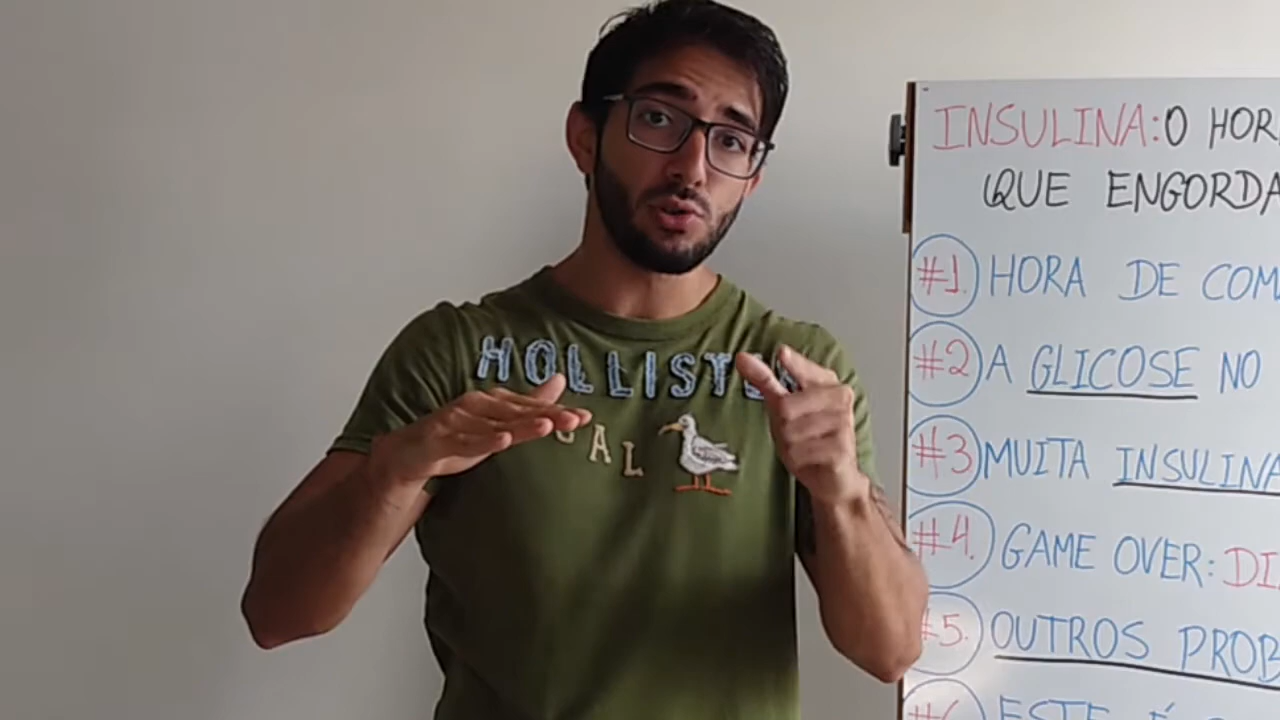 HOLLISTE
CAL
INSULINA: O HOR
QUE ENGORDA
#1. HORA DE COM
#2 A GLICOSE NO
#3 MUITA INSULINA
#4. GAME OVER: DI
#5. OUTROS PROB
ESTE É